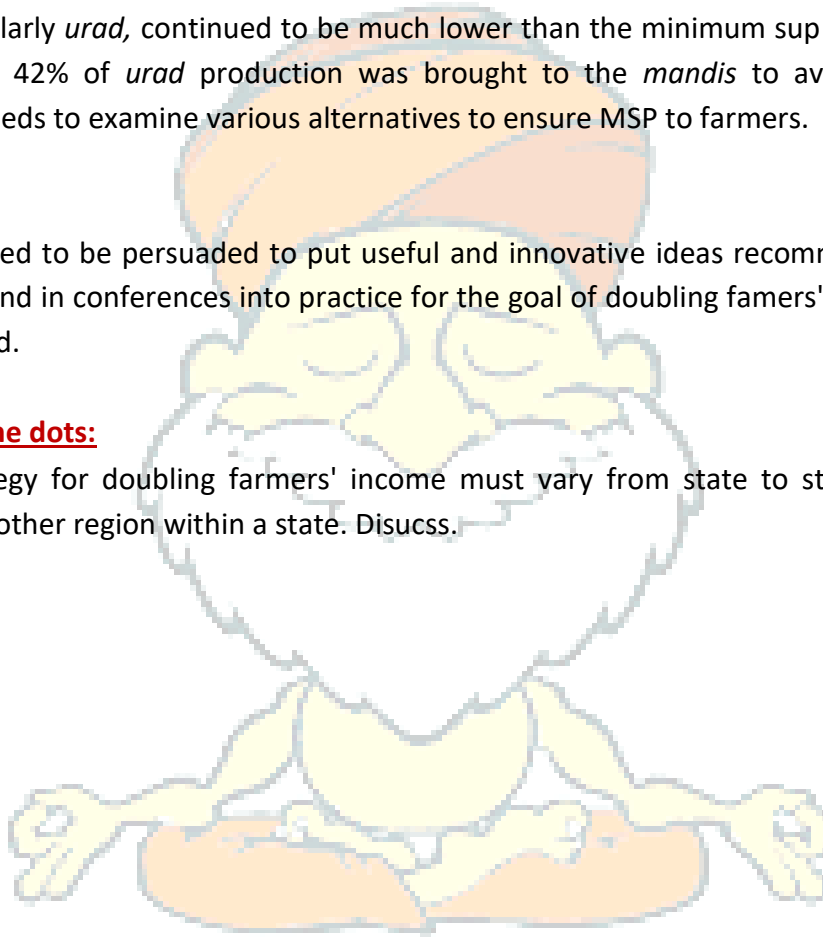 larly urad, continued to be much lower than the minimum sup
42% of urad production was brought to the mandis to av
eds to examine various alternatives to ensure MSP to farmers.
ed to be persuaded to put useful and innovative ideas recomm
nd in conferences into practice for the goal of doubling famers'
d.
ne dots:
egy for doubling farmers' income must vary from state to st
other region within a state. Disucss.